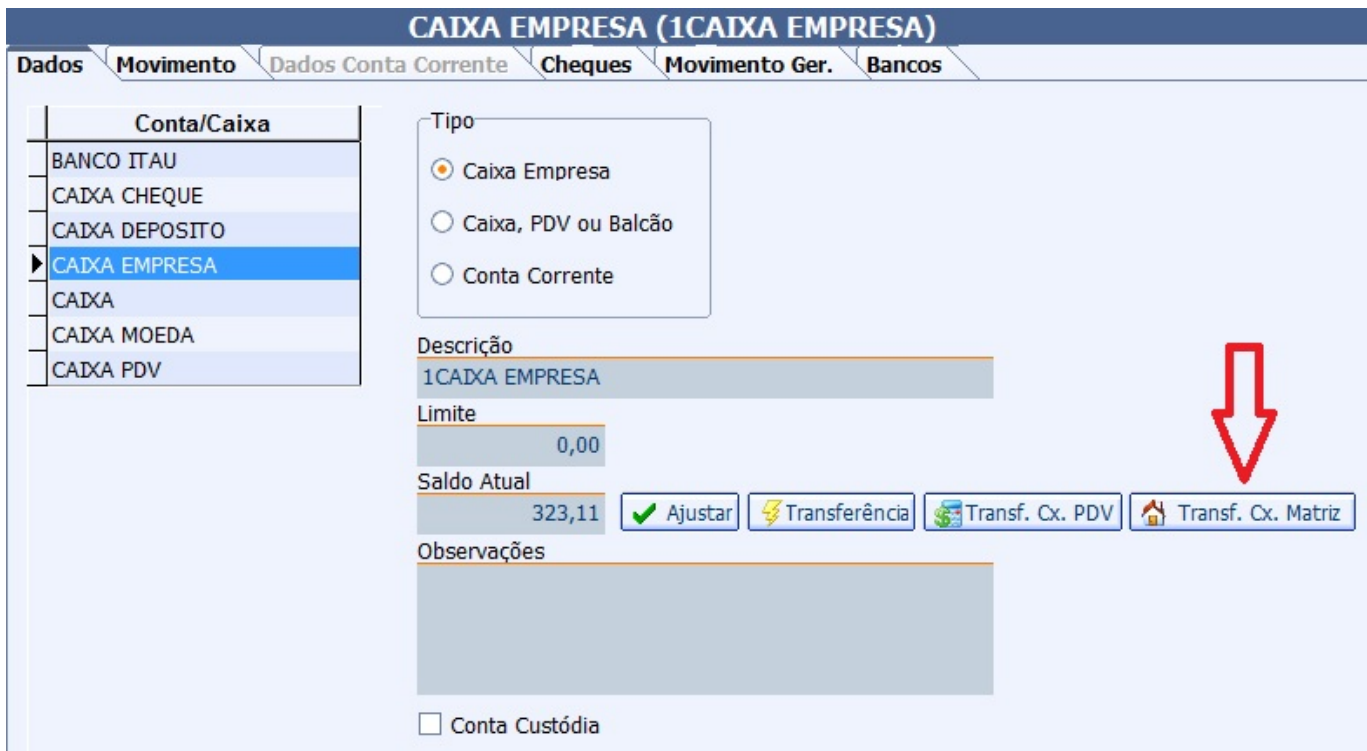 CAIXA EMPRESA (1CAIXA EMPRESA)
Dados Movimento Dados Conta Corrente Cheques Movimento Ger. Bancos
Conta/Caixa
BANCO ITAU
CAIXA CHEQUE
CAIXA DEPOSITO
CAIXA EMPRESA
CAIXA
CAIXA MOEDA
CAIXA PDV
Tipo
Caixa Empresa
Caixa, PDV ou Balcão
Conta Corrente
Descrição
1CAIXA EMPRESA
Limite
0,00
Saldo Atual
323,11 Ajustar Transferência Transf. Cx. PDV Transf. Cx. Matriz
Observações
Conta Custódia